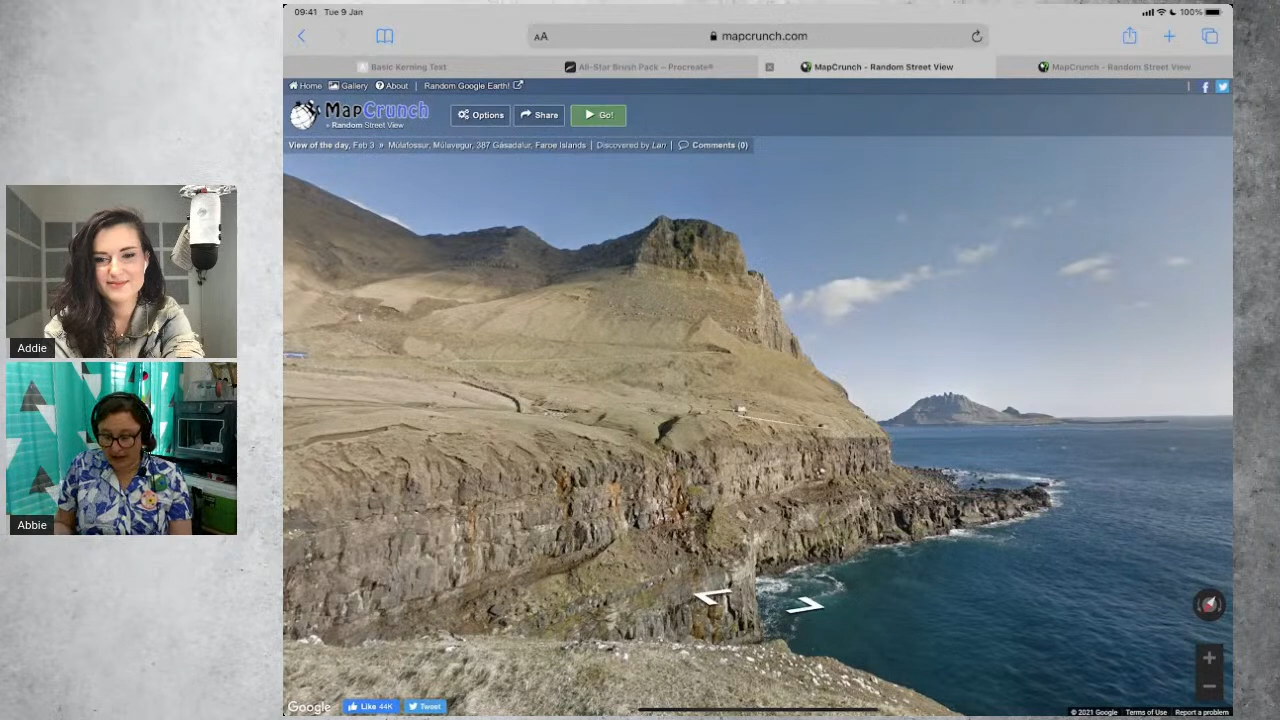 09:41 Tue 9 Jan
100%
AA
mapcrunch.com
Basic Kerning Text
All-Star Brush Pack – Procreate®
MapCrunch - Random Street View
MapCrunch - Random Street View
Home Gallery About | Random Google Earth!
MapCrunch
Random Street View
Options
Share
Go!
View of the day, Feb 3 » Múlafossur, Múlavegur, 387 Gásadalur, Faroe Islands | Discovered by Lan | Comments (0)
Addie
Abbie
Google
Like 44K
Tweet
© 2021 Google Terms of Use Report a problem